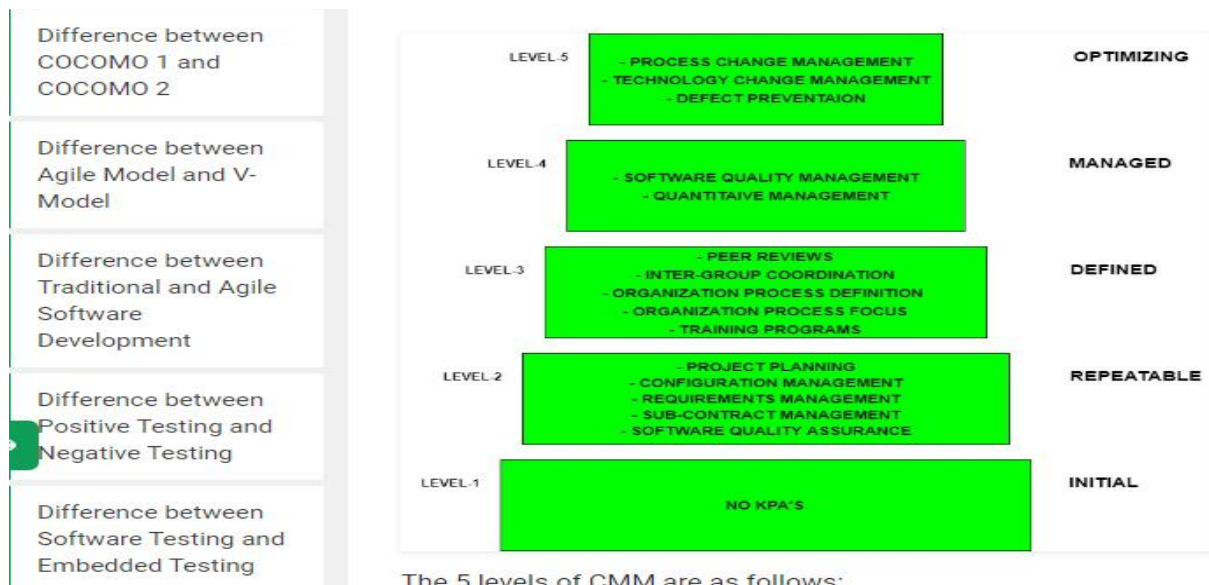 Difference between
COCOMO 1 and
COCOMO 2
Difference between
Agile Model and V-
Model
Difference between
Traditional and Agile
Software
Development
Difference between
Positive Testing and
Negative Testing
Difference between
Software Testing and
Embedded Testing
LEVEL-5
- PROCESS CHANGE MANAGEMENT
- TECHNOLOGY CHANGE MANAGEMENT
- DEFECT PREVENTAION
OPTIMIZING
LEVEL-4
- SOFTWARE QUALITY MANAGEMENT
- QUANTITAIVE MANAGEMENT
MANAGED
LEVEL-3
- PEER REVIEWS
- INTER-GROUP COORDINATION
- ORGANIZATION PROCESS DEFINITION
- ORGANIZATION PROCESS FOCUS
- TRAINING PROGRAMS
DEFINED
LEVEL-2
- PROJECT PLANNING
- CONFIGURATION MANAGEMENT
- REQUIREMENTS MANAGEMENT
- SUB-CONTRACT MANAGEMENT
- SOFTWARE QUALITY ASSURANCE
REPEATABLE
LEVEL-1
NO KPA'S
INITIAL
The 5 levels of CMM are as follows: